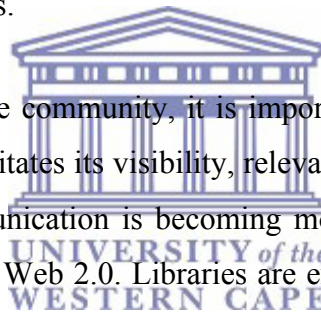 s.
e community, it is impor
itates its visibility, releva
unication is becoming mo
UNIVERSITY of the
Web 2.0. Libraries are e
WESTERN CAPE